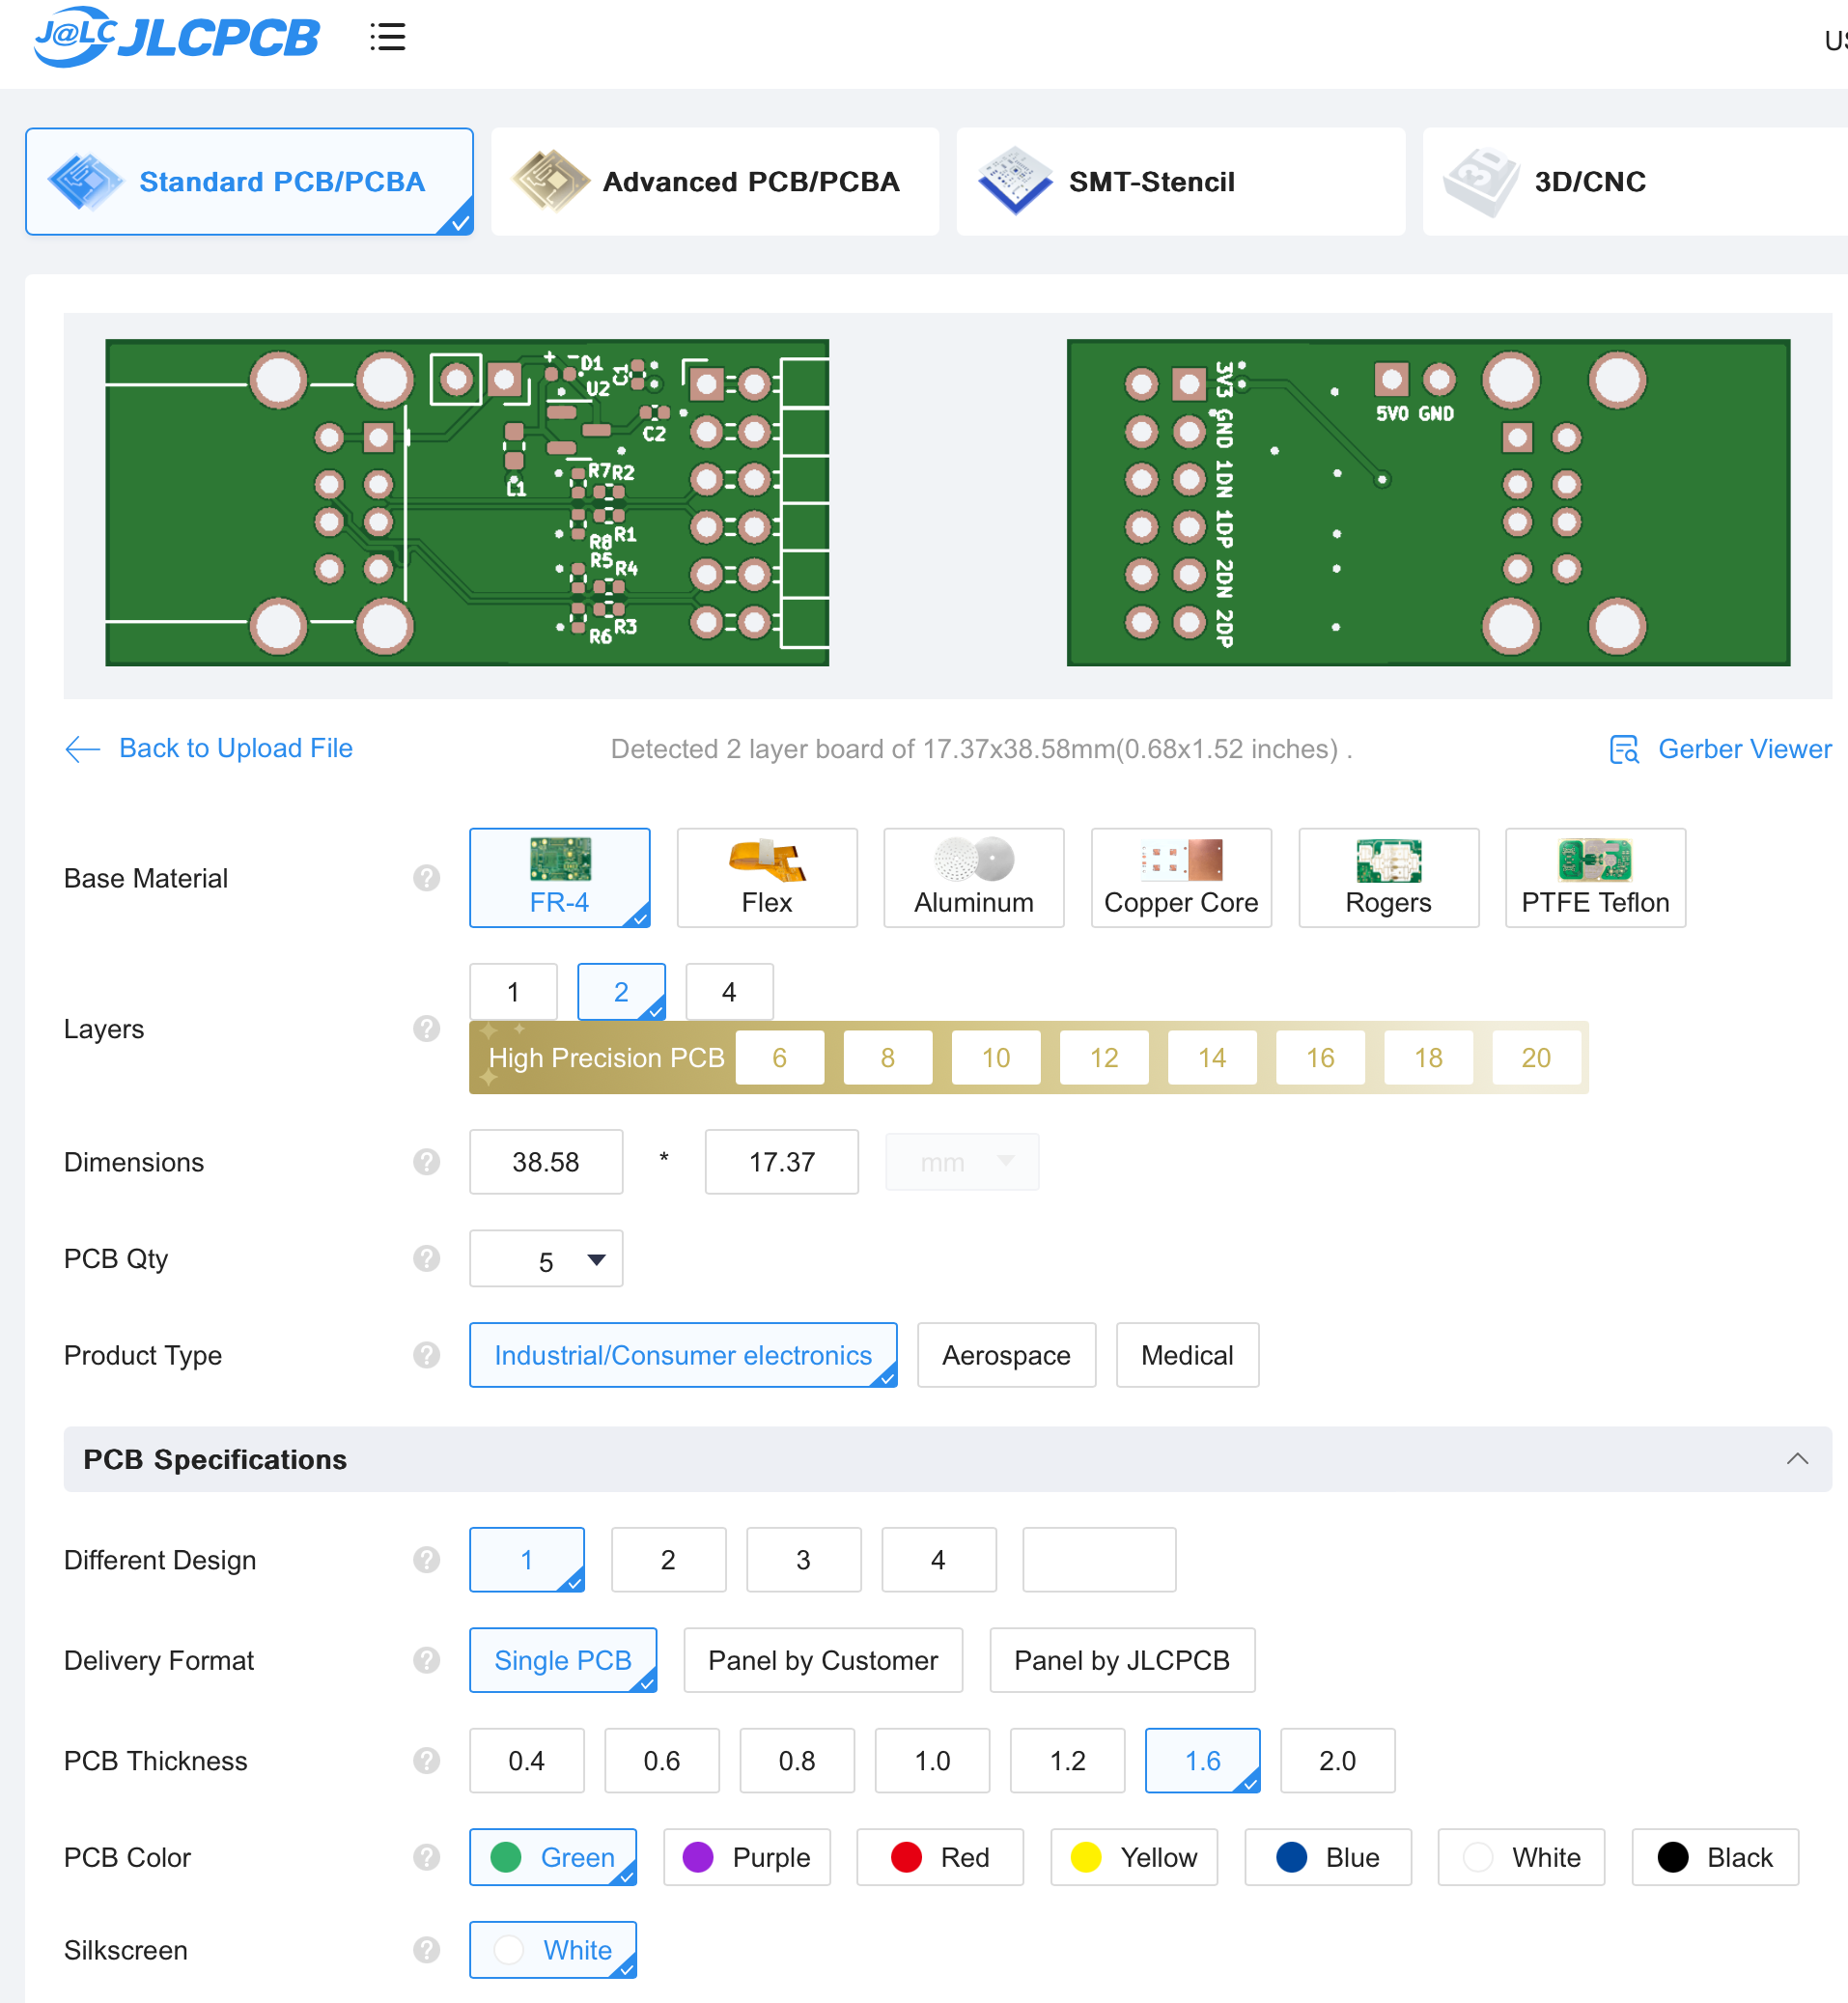 J@LC JLCPCB
US
Standard PCB/PCBA Advanced PCB/PCBA SMT-Stencil 3D 3D/CNC
+ - D1 C1
U2
C2
L1
R7 R2
R8 R1
R5 R4
R6 R3
3V3 GND 1DN 1DP 2DN 2DP
5V0 GND
Back to Upload File Detected 2 layer board of 17.37x38.58mm(0.68x1.52 inches) . Gerber Viewer
Base Material ? FR-4 Flex Aluminum Copper Core Rogers PTFE Teflon
1 2 4
Layers ?
High Precision PCB 6 8 10 12 14 16 18 20
Dimensions ? 38.58 * 17.37 mm
PCB Qty ? 5
Product Type ? Industrial/Consumer electronics Aerospace Medical
PCB Specifications
Different Design ? 1 2 3 4
Delivery Format ? Single PCB Panel by Customer Panel by JLCPCB
PCB Thickness ? 0.4 0.6 0.8 1.0 1.2 1.6 2.0
PCB Color ? Green Purple Red Yellow Blue White Black
Silkscreen ? White